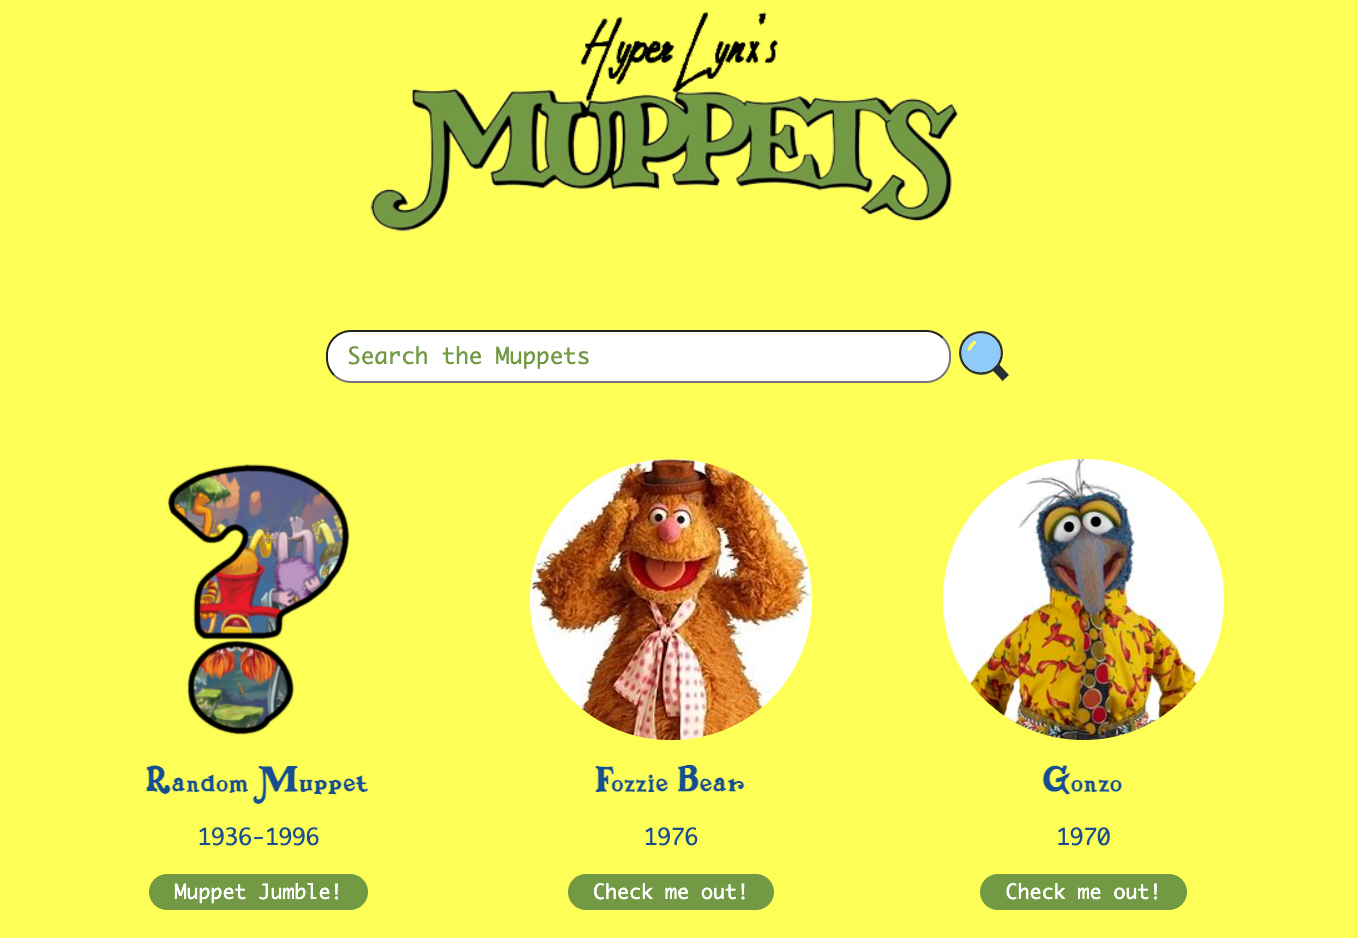 Hyper Lynx's
MUPPETS
Search the Muppets
Random Muppet
Fozzie Bear
Gonzo
1936-1996
1976
1970
Muppet Jumble!
Check me out!
Check me out!